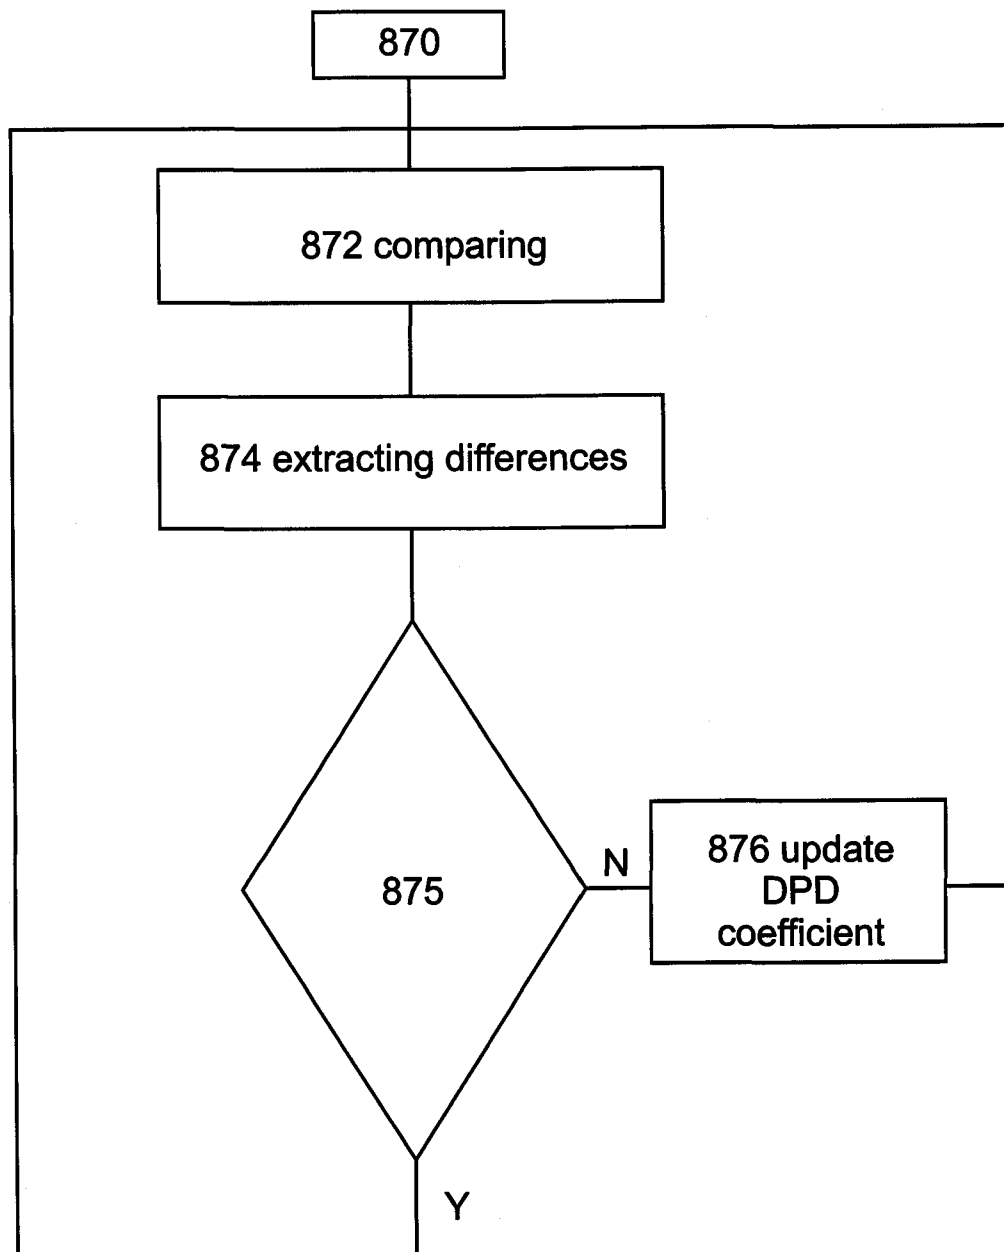 870
872 comparing
874 extracting differences
875
N
876 update
DPD
coefficient
Y